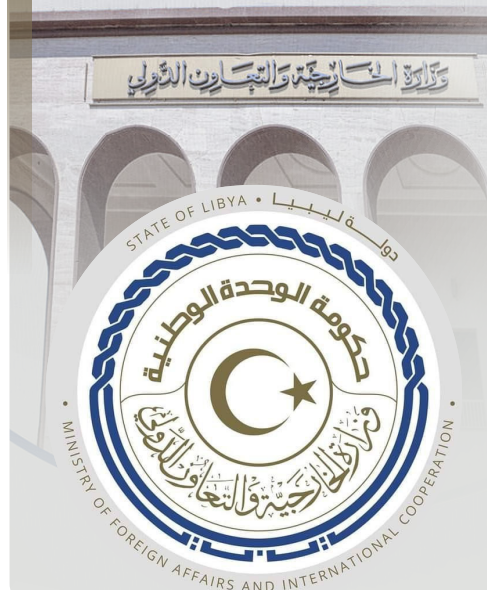 وزارة الخارجية والتعاون الدولي
STATE OF LIBYA • دولة ليبيا
حكومة الوحدة الوطنية
وزارة الخارجية والتعاون الدولي
• MINISTRY OF FOREIGN AFFAIRS AND INTERNATIONAL COOPERATION •